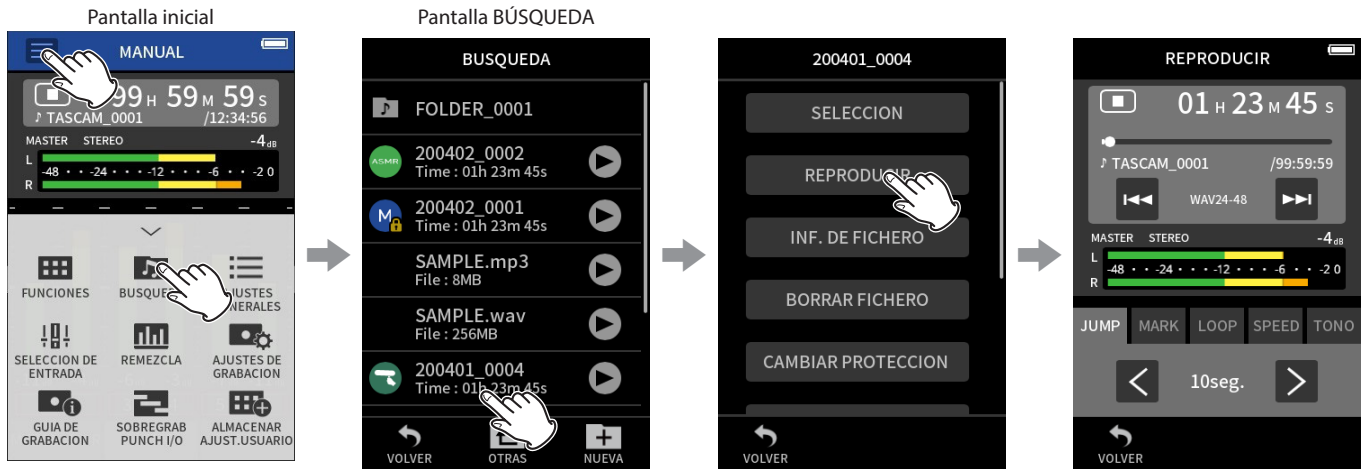 Pantalla inicial
MANUAL
99 H 59 M 59 S
♪ TASCAM_0001 /12:34:56
MASTER STEREO -4dB
L
-48 · · -24 · · · -12 · · · -6 · · -2 0
R
FUNCIONES
BUSQUE
AJUSTES
NERALES
SELECCION DE
ENTRADA
REMEZCLA
AJUSTES DE
GRABACION
GUIA DE
GRABACION
SOBREGRAB
PUNCH I/O
ALMACENAR
AJUST.USUARIO
Pantalla BÚSQUEDA
BUSQUEDA
FOLDER_0001
ASMR
200402_0002
Time : 01h 23m 45s
M
200402_0001
Time : 01h 23m 45s
SAMPLE.mp3
File : 8MB
SAMPLE.wav
File : 256MB
200401_0004
Time : 01h 23m 45s
VOLVER
OTRAS
NUEVA
200401_0004
SELECCION
REPRODUCIR
INF. DE FICHERO
BORRAR FICHERO
CAMBIAR PROTECCION
VOLVER
REPRODUCIR
01 H 23 M 45 S
♪ TASCAM_0001 /99:59:59
WAV24-48
MASTER STEREO -4dB
L
-48 · · -24 · · · -12 · · · -6 · · -2 0
R
JUMP MARK LOOP SPEED TONO
10seg.
VOLVER